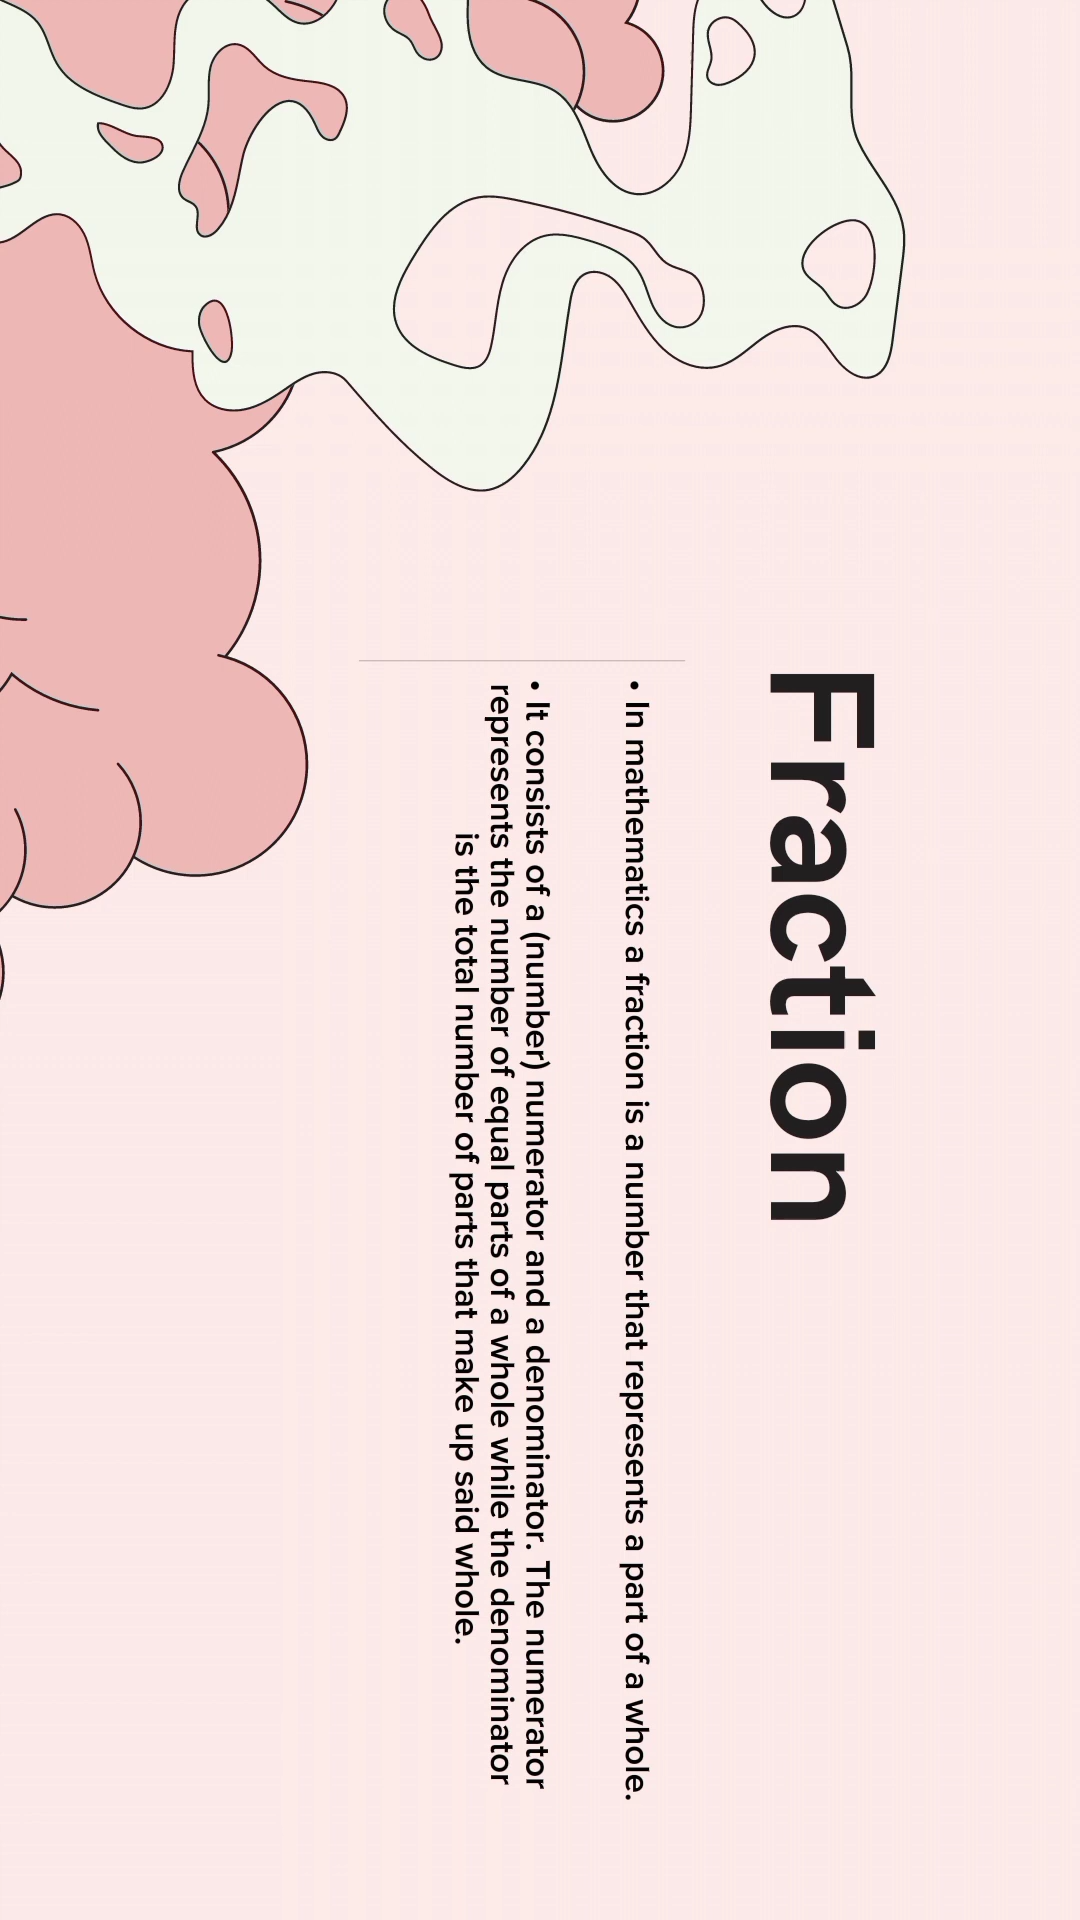 Fraction
• In mathematics a fraction is a number that represents a part of a whole.
• It consists of a (number) numerator and a denominator. The numerator
represents the number of equal parts of a whole while the denominator
is the total number of parts that make up said whole.